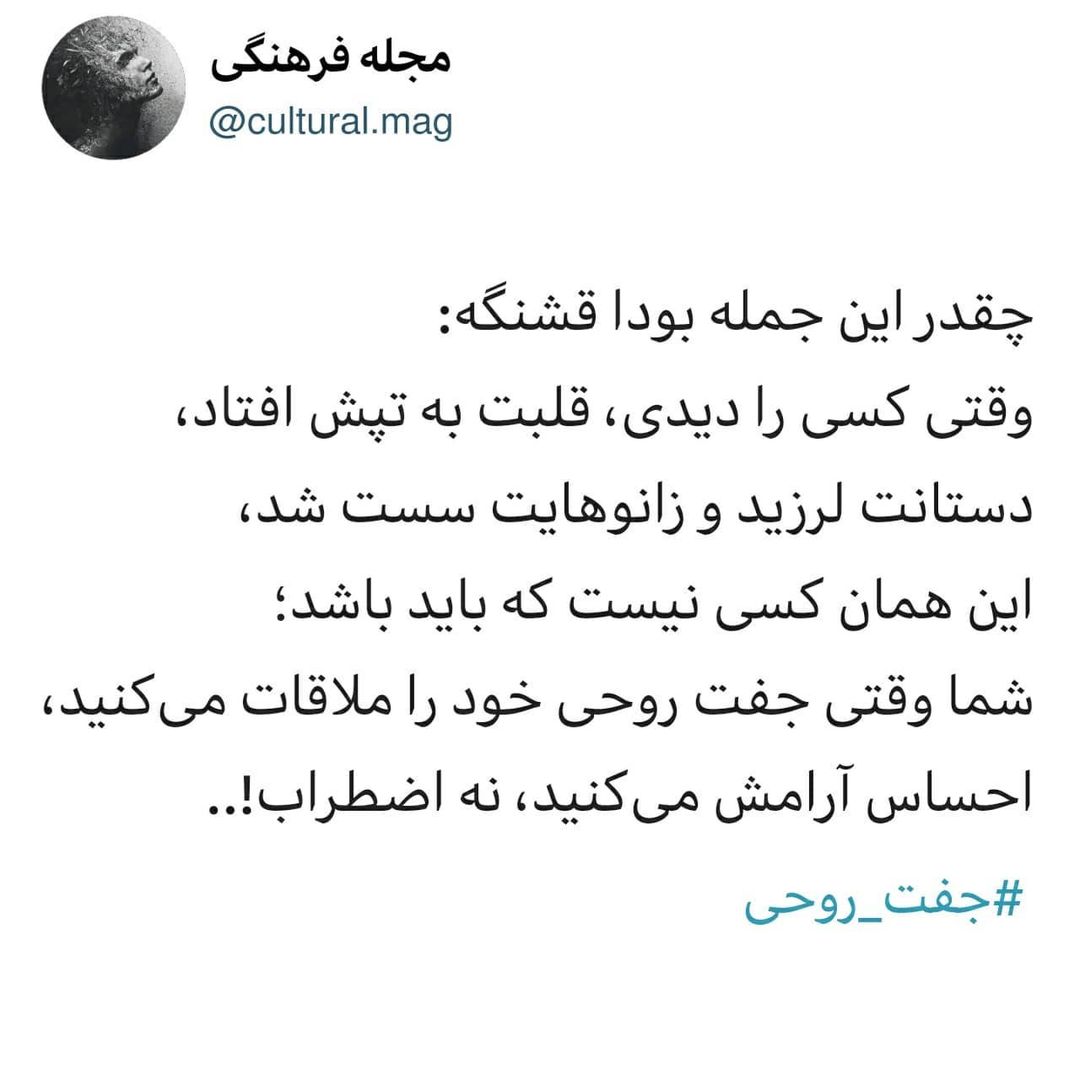 مجله فرهنگی
@cultural.mag
چقدر این جمله بودا قشنگه:
وقتی کسی را دیدی، قلبت به تپش افتاد،
دستانت لرزید و زانوهایت سست شد،
این همان کسی نیست که باید باشد؛
شما وقتی جفت روحی خود را ملاقات می‌کنید،
احساس آرامش می‌کنید، نه اضطراب!..
#جفت_روحی